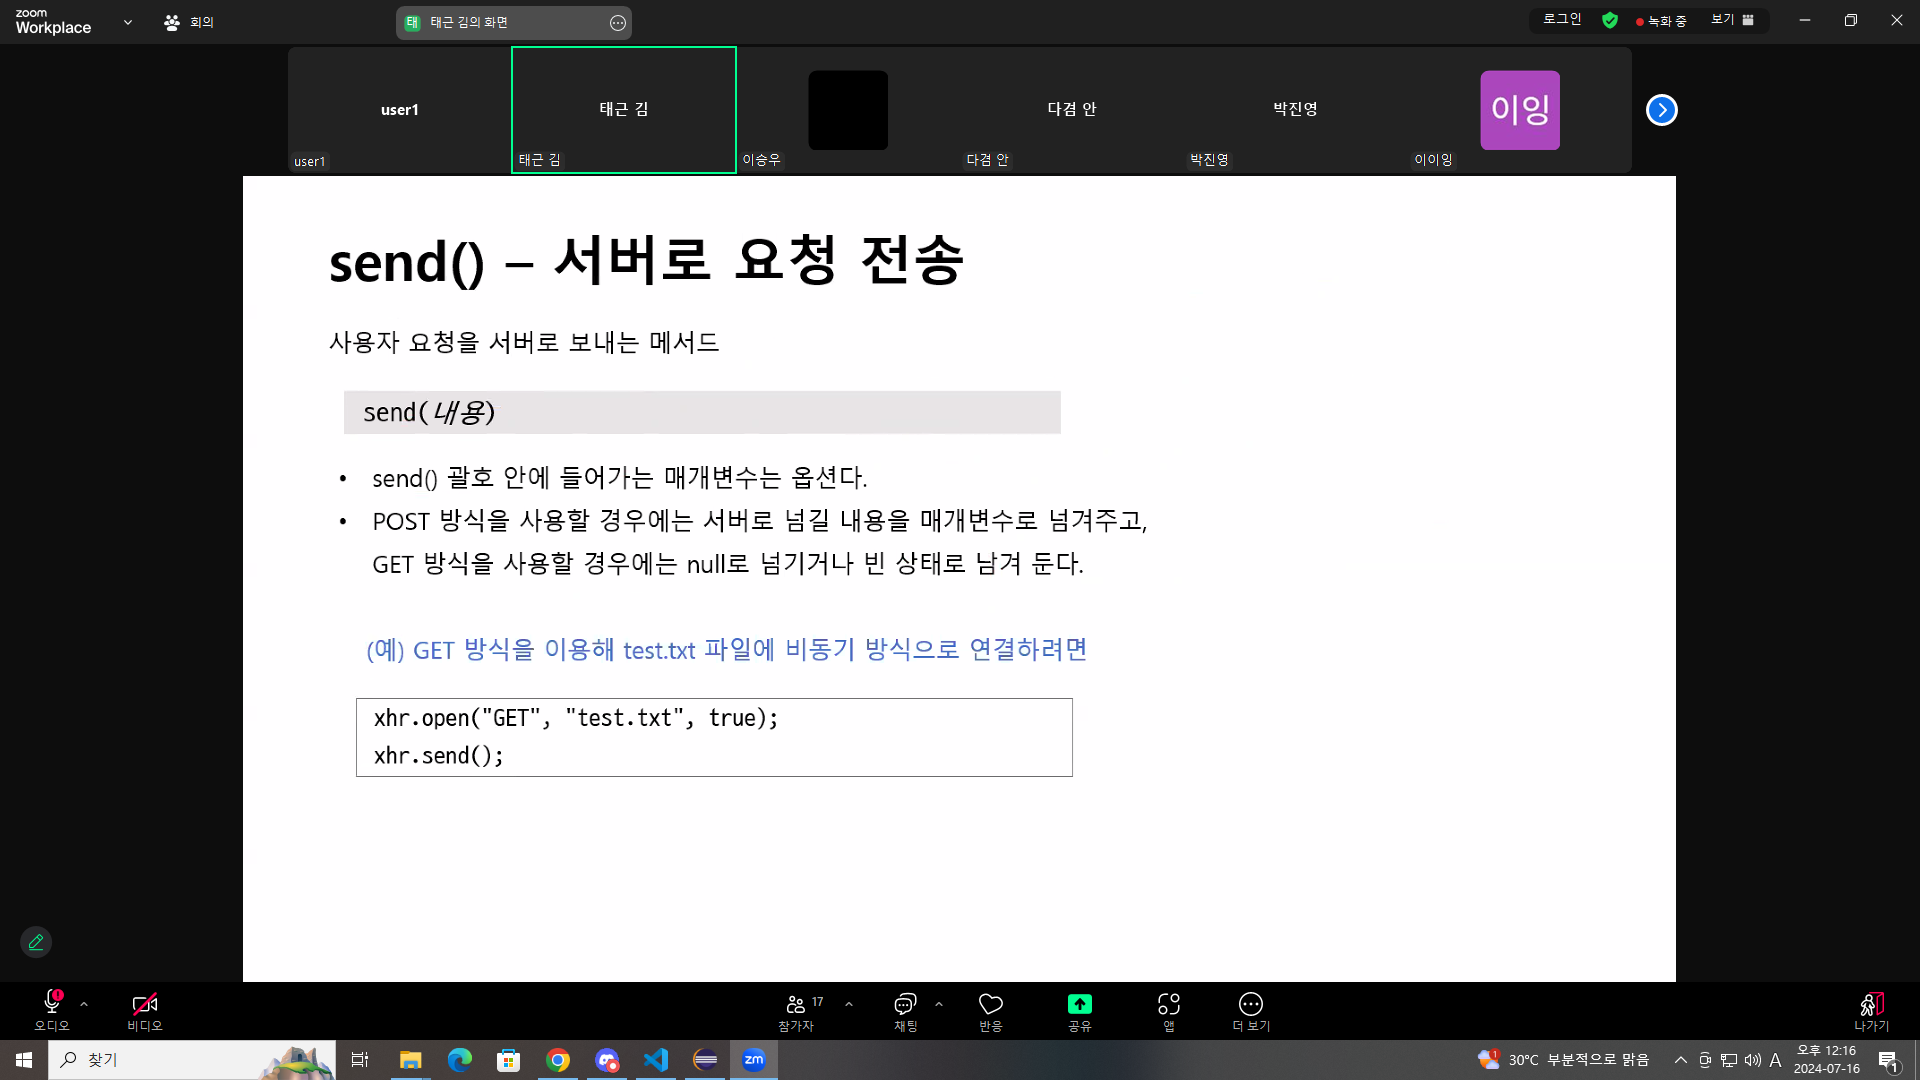 zoom
Workplace
회의
태
태근 김의 화면
로그인
녹화 중
보기
user1
태근 김
다겸 안
박진영
이잉
user1
태근 김
이승우
다겸 안
박진영
이이잉
send() – 서버로 요청 전송
사용자 요청을 서버로 보내는 메서드
send(내용)
• send() 괄호 안에 들어가는 매개변수는 옵션다.
• POST 방식을 사용할 경우에는 서버로 넘길 내용을 매개변수로 넘겨주고,
GET 방식을 사용할 경우에는 null로 넘기거나 빈 상태로 남겨 둔다.
(예) GET 방식을 이용해 test.txt 파일에 비동기 방식으로 연결하려면
xhr.open("GET", "test.txt", true);
xhr.send();
오디오
비디오
17
참가자
채팅
반응
공유
앱
더 보기
나가기
찾기
zm
1
30°C 부분적으로 맑음
A
오후 12:16
2024-07-16
1